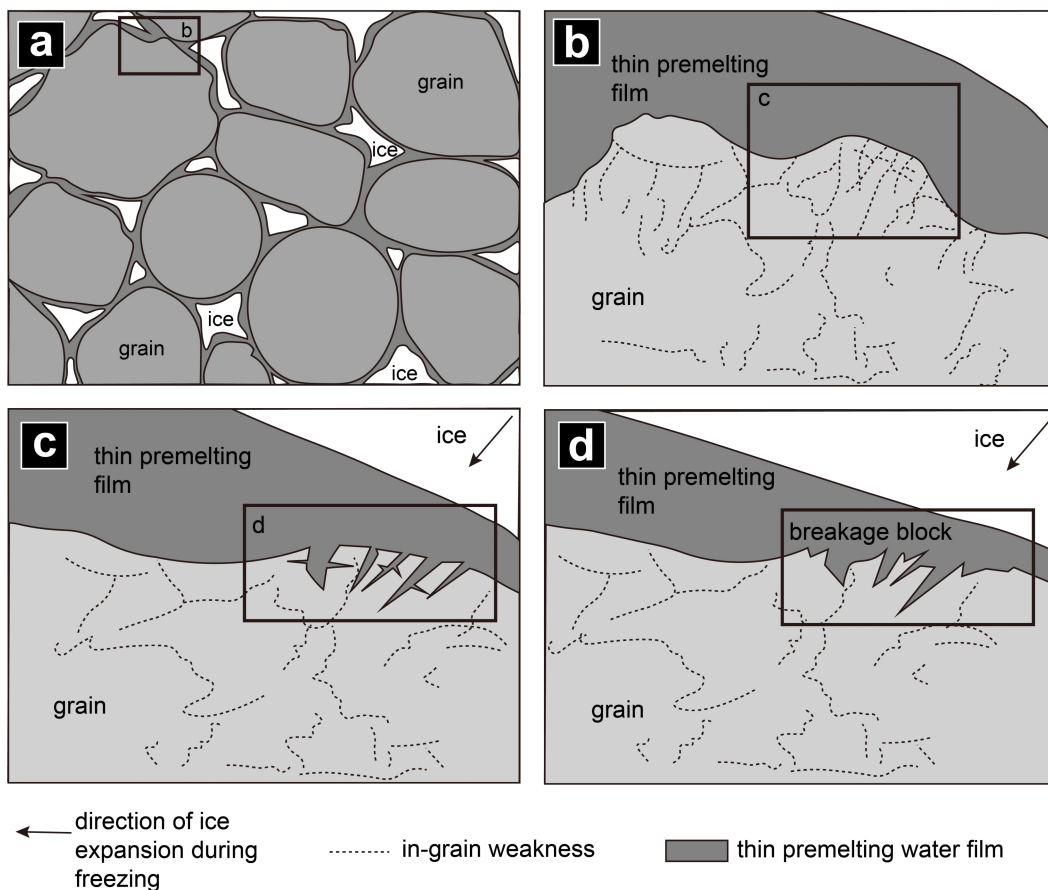 a
b
grain
ice
ice
grain
ice
b
thin premelting
film
c
grain
c
ice
thin premelting
film
d
grain
d
ice
thin premelting
film
breakage block
grain
direction of ice
expansion during
freezing
in-grain weakness
thin premelting water film